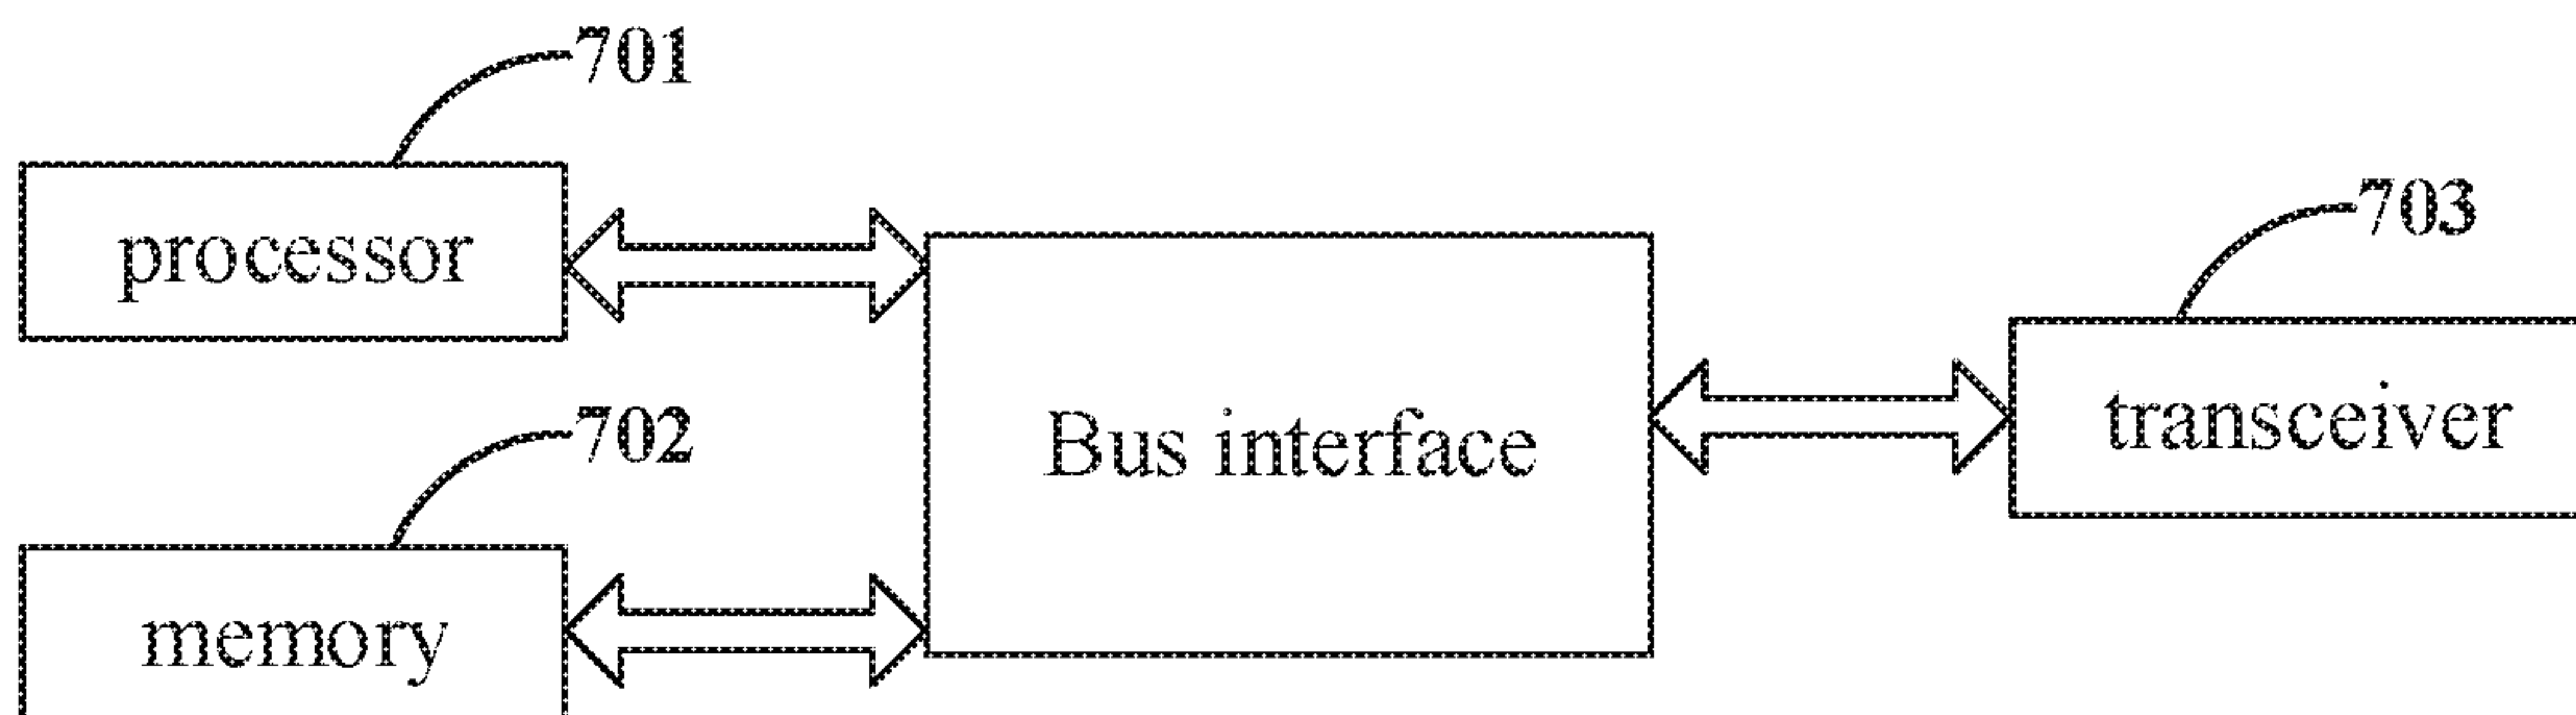 701
processor
703
Bus interface
transceiver
702
memory